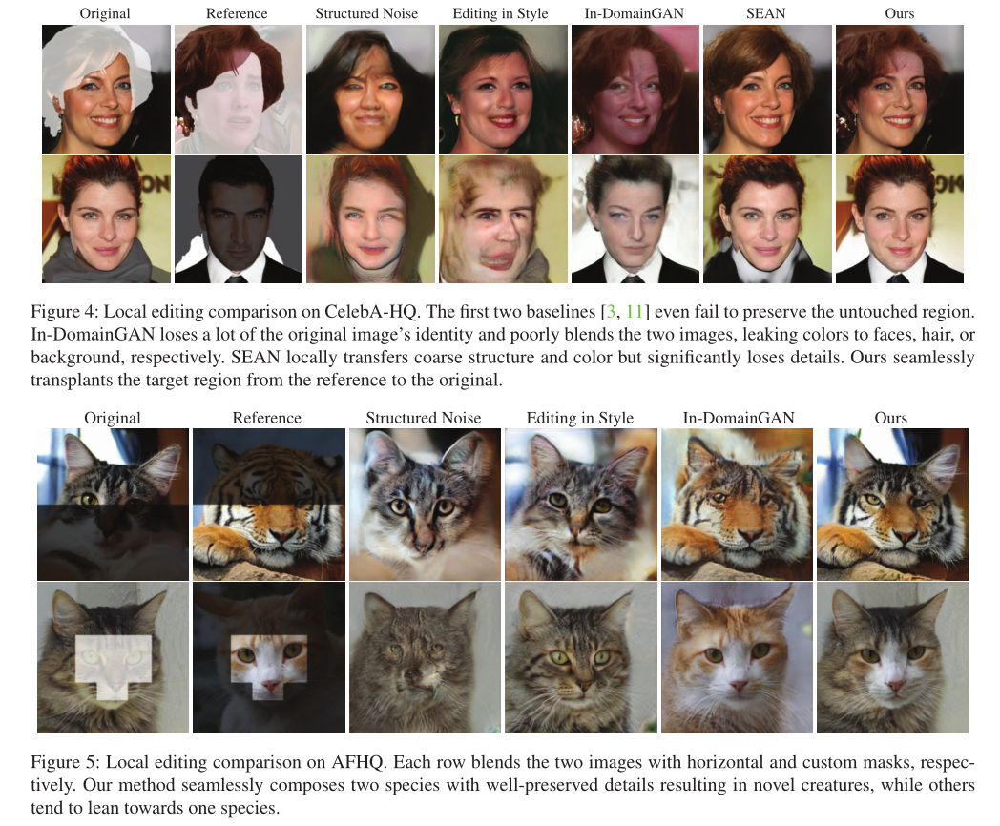 Original Reference Structured Noise Editing in Style In-DomainGAN SEAN Ours
Figure 4: Local editing comparison on CelebA-HQ. The first two baselines [3, 11] even fail to preserve the untouched region.
In-DomainGAN loses a lot of the original image's identity and poorly blends the two images, leaking colors to faces, hair, or
background, respectively. SEAN locally transfers coarse structure and color but significantly loses details. Ours seamlessly
transplants the target region from the reference to the original.
Original Reference Structured Noise Editing in Style In-DomainGAN Ours
Figure 5: Local editing comparison on AFHQ. Each row blends the two images with horizontal and custom masks, respec-
tively. Our method seamlessly composes two species with well-preserved details resulting in novel creatures, while others
tend to lean towards one species.